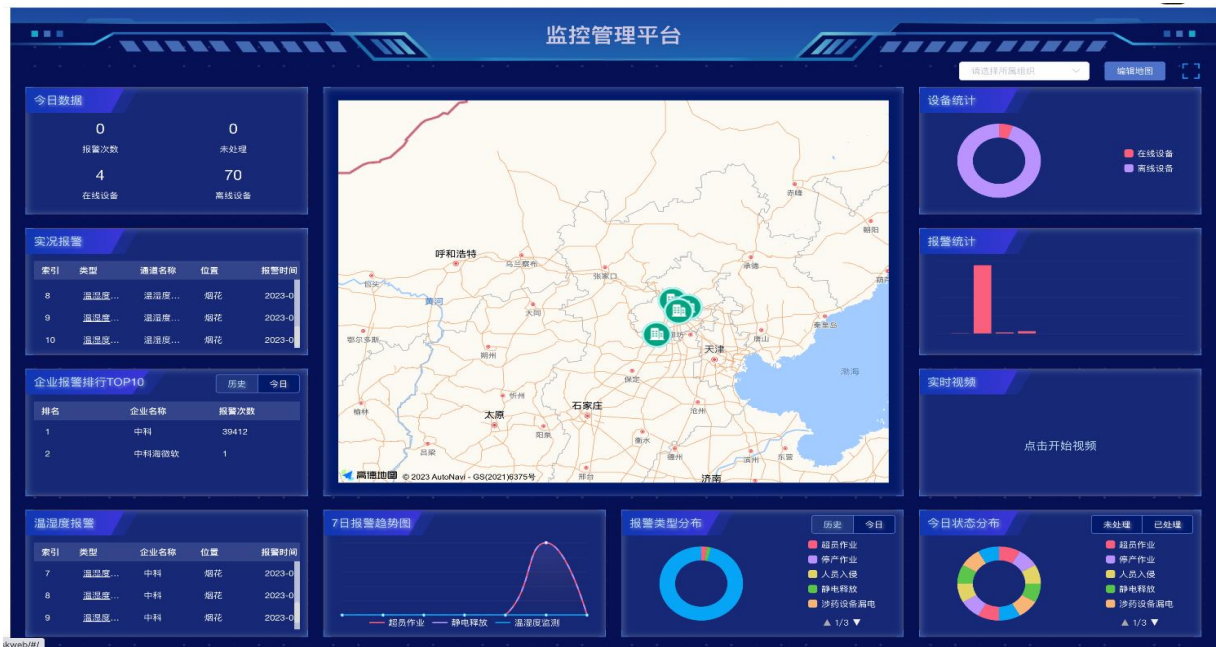 监控管理平台
请选择所属组织
编辑地图
今日数据
0
0
报警次数
未处理
4
70
在线设备
离线设备
实况报警
索引 类型 通道名称 位置 报警时间
8 温湿度... 温湿度... 烟花 2023-0
9 温湿度... 温湿度... 烟花 2023-0
10 温湿度... 温湿度... 烟花 2023-0
企业报警排行TOP10
历史 今日
排名 企业名称 报警次数
1 中科 39412
2 中科海微软 1
温湿度报警
索引 类型 企业名称 位置 报警时间
7 温湿度... 中科 烟花 2023-0
8 温湿度... 中科 烟花 2023-0
9 温湿度... 中科 烟花 2023-0
赤峰
朝阳
呼和浩特
乌兰察布
承德
张家口
包头
黄河
大同
秦皇岛
鄂尔多斯
唐山
天津
朔州
渤海
保定
忻州
榆林
石家庄
沧州
太原
阳泉
衡水
吕梁
德州
滨州
东营
邢台
济南
高德地图 © 2023 AutoNavi - GS(2021)6375号
7日报警趋势图
超员作业 静电释放 温湿度监测
报警类型分布
历史 今日
超员作业
停产作业
人员入侵
静电释放
涉药设备漏电
▲ 1/3 ▼
设备统计
在线设备
离线设备
报警统计
实时视频
点击开始视频
今日状态分布
未处理 已处理
超员作业
停产作业
人员入侵
静电释放
涉药设备漏电
▲ 1/3 ▼
ikweb/#/